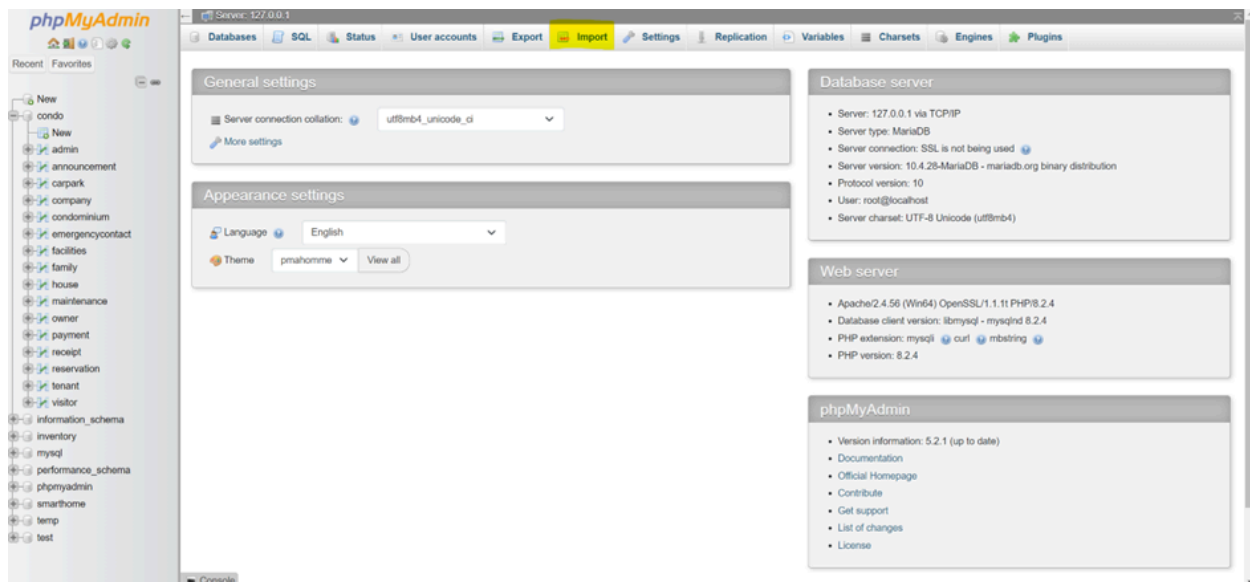 phpMyAdmin
Recent Favorites
New
condo
New
admin
announcement
carpark
company
condominium
emergencycontact
facilities
family
house
maintenance
owner
payment
receipt
reservation
tenant
visitor
information_schema
inventory
mysql
performance_schema
phpmyadmin
smarthome
temp
test
Server: 127.0.0.1
Databases SQL Status User accounts Export Import Settings Replication Variables Charsets Engines Plugins
General settings
Server connection collation: utf8mb4_unicode_ci
More settings
Appearance settings
Language English
Theme pmahomme View all
Database server
Server: 127.0.0.1 via TCP/IP
Server type: MariaDB
Server connection: SSL is not being used
Server version: 10.4.28-MariaDB - mariadb.org binary distribution
Protocol version: 10
User: root@localhost
Server charset: UTF-8 Unicode (utf8mb4)
Web server
Apache/2.4.56 (Win64) OpenSSL/1.1.1t PHP/8.2.4
Database client version: libmysql - mysqlnd 8.2.4
PHP extension: mysqli curl mbstring
PHP version: 8.2.4
phpMyAdmin
Version information: 5.2.1 (up to date)
Documentation
Official Homepage
Contribute
Get support
List of changes
License
Console